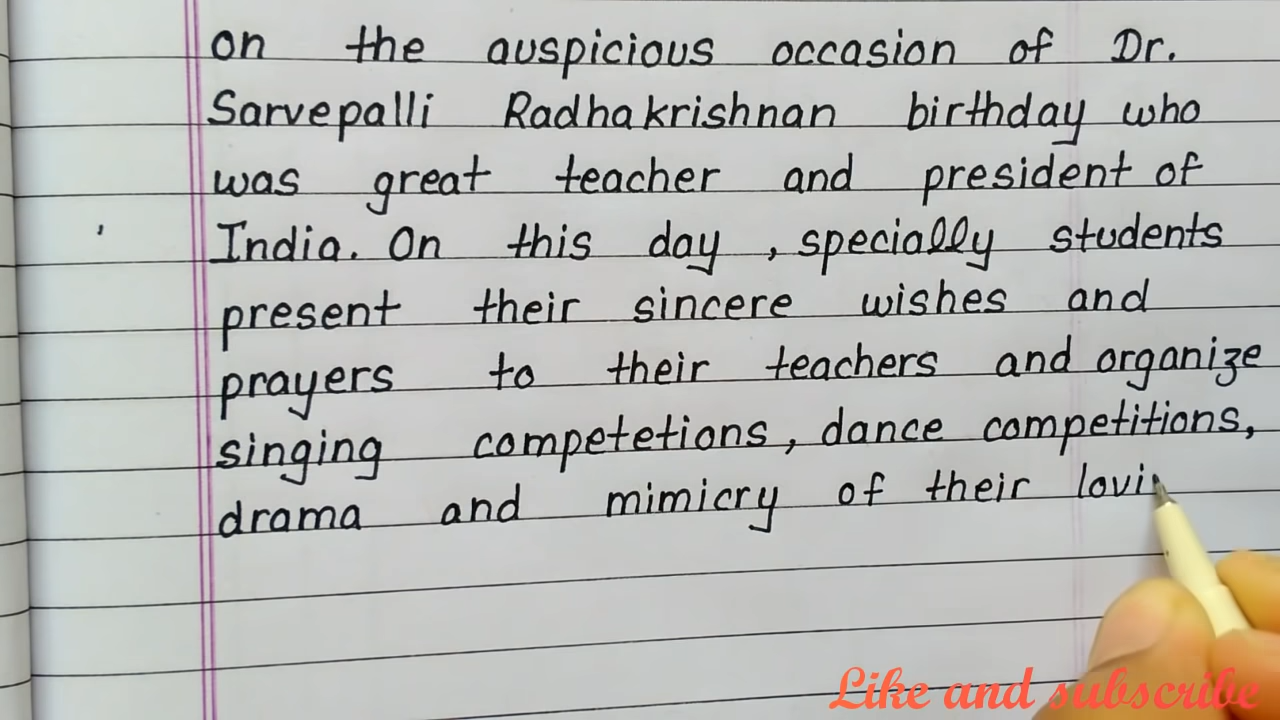 on the auspicious occasion of Dr.
Sarvepalli Radhakrishnan birthday who
was great teacher and president of
India. On this day , specially students
present their sincere wishes and
prayers to their teachers and organize
singing competetions, dance competitions,
drama and mimicry of their lovi
Like and subscribe